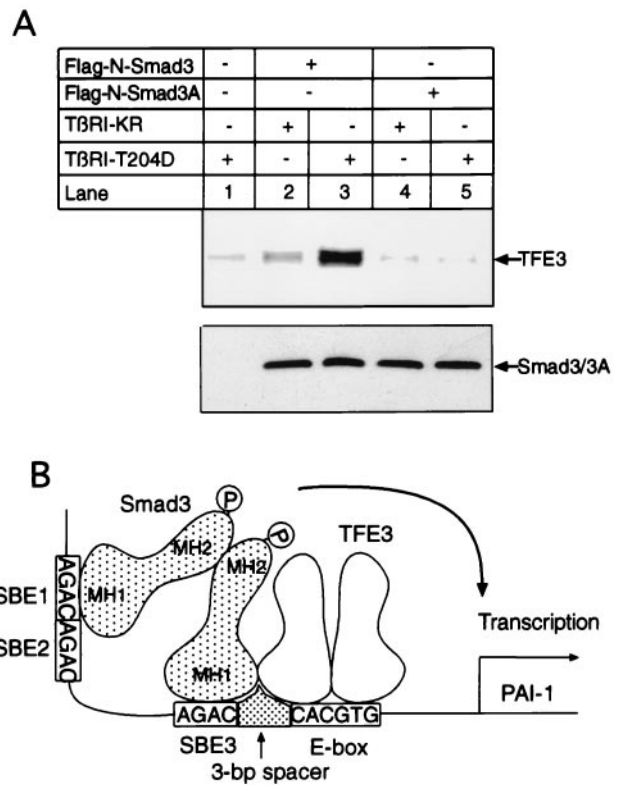 A
Flag-N-Smad3 - + -
Flag-N-Smad3A - - +
TßRI-KR - + - + -
TßRI-T204D + - + - +
Lane 1 2 3 4 5
TFE3
Smad3/3A
B
Smad3
P
P
TFE3
MH2
MH2
MH1
MH1
SBE1
AGACAGAC
SBE2
Transcription
PAI-1
AGAC CACGTG
SBE3 E-box
3-bp spacer